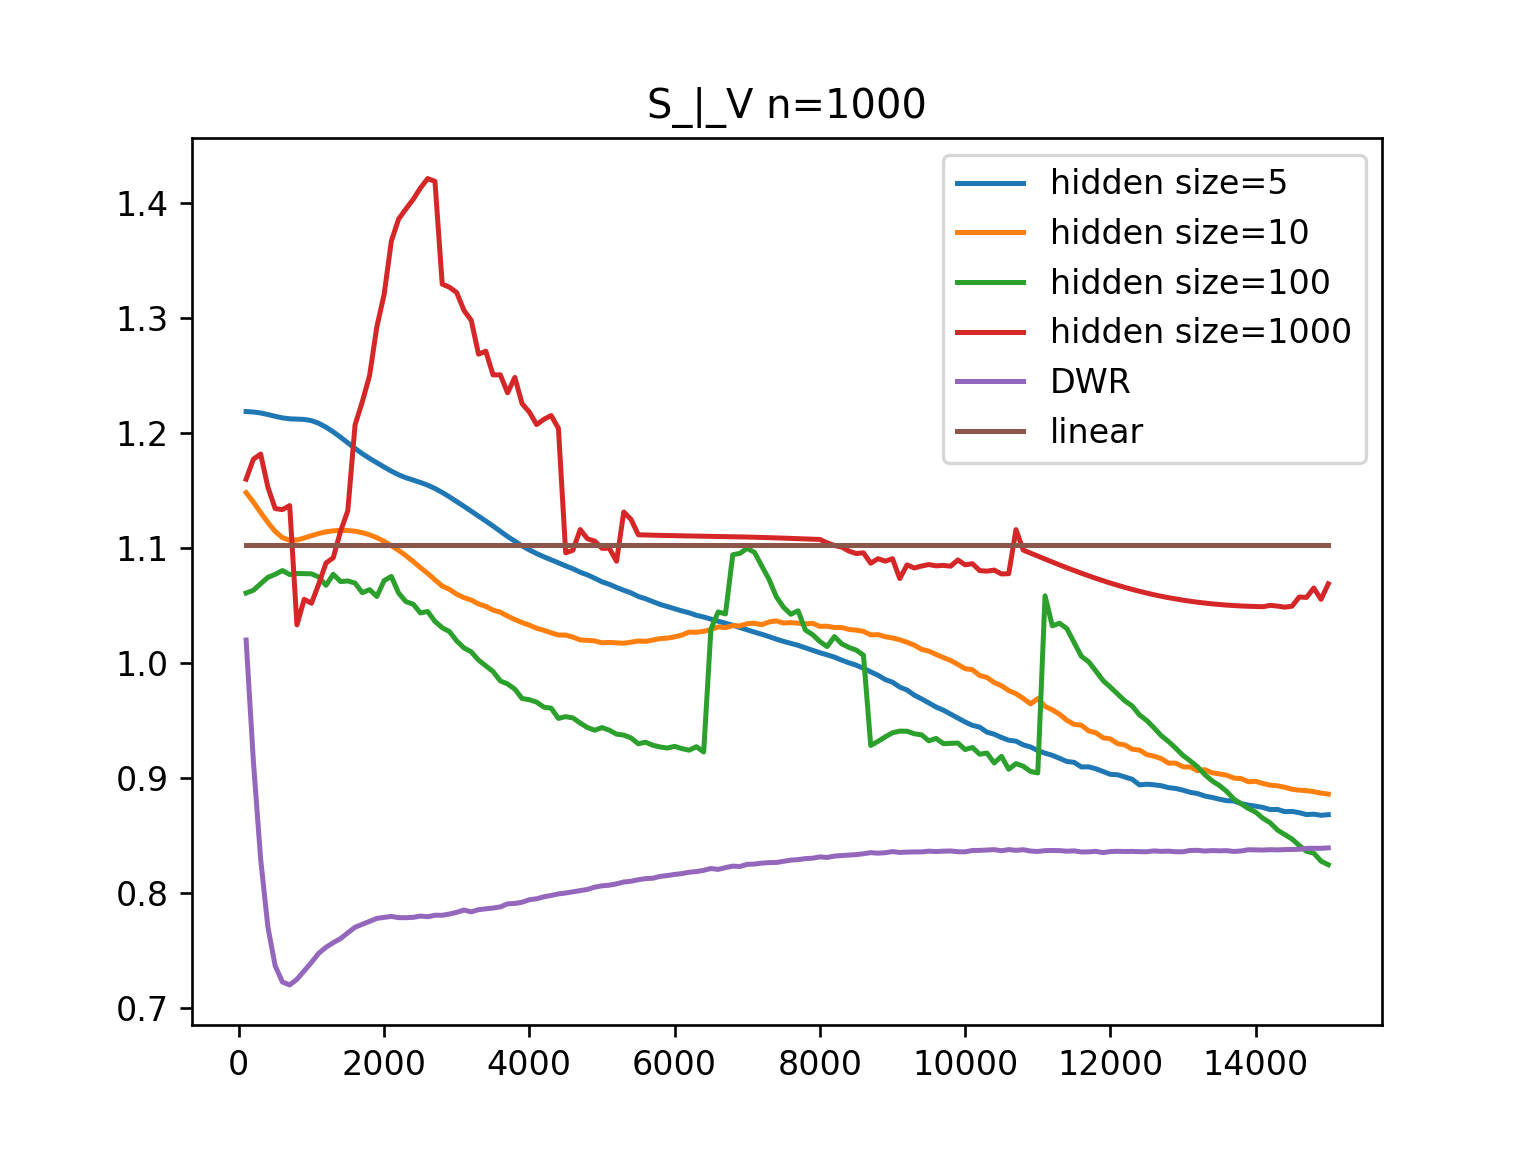 S_|_V n=1000
hidden size=5
hidden size=10
hidden size=100
hidden size=1000
DWR
linear
1.4
1.3
1.2
1.1
1.0
0.9
0.8
0.7
0 2000 4000 6000 8000 10000 12000 14000